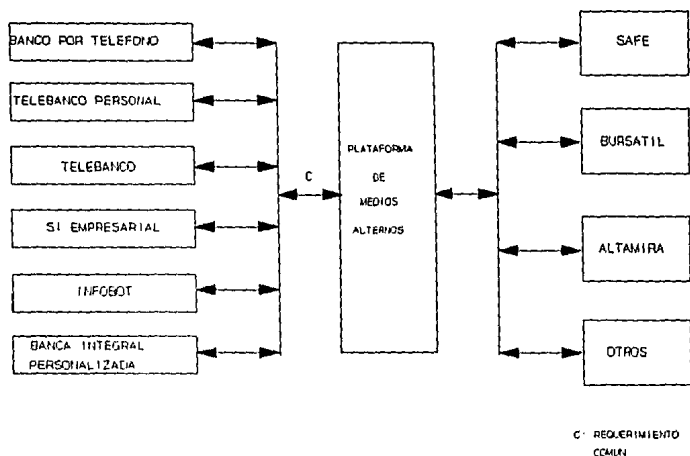 BANCO POR TELEFONO
TELEBANCO PERSONAL
TELEBANCO
SI EMPRESARIAL
INFOBOT
BANCA INTEGRAL
PERSONALIZADA
C
PLATAFORMA
DE
MEDIOS
ALTERNOS
SAFE
BURSATIL
ALTAMIRA
OTROS
C: REQUERIMIENTO
COMUN